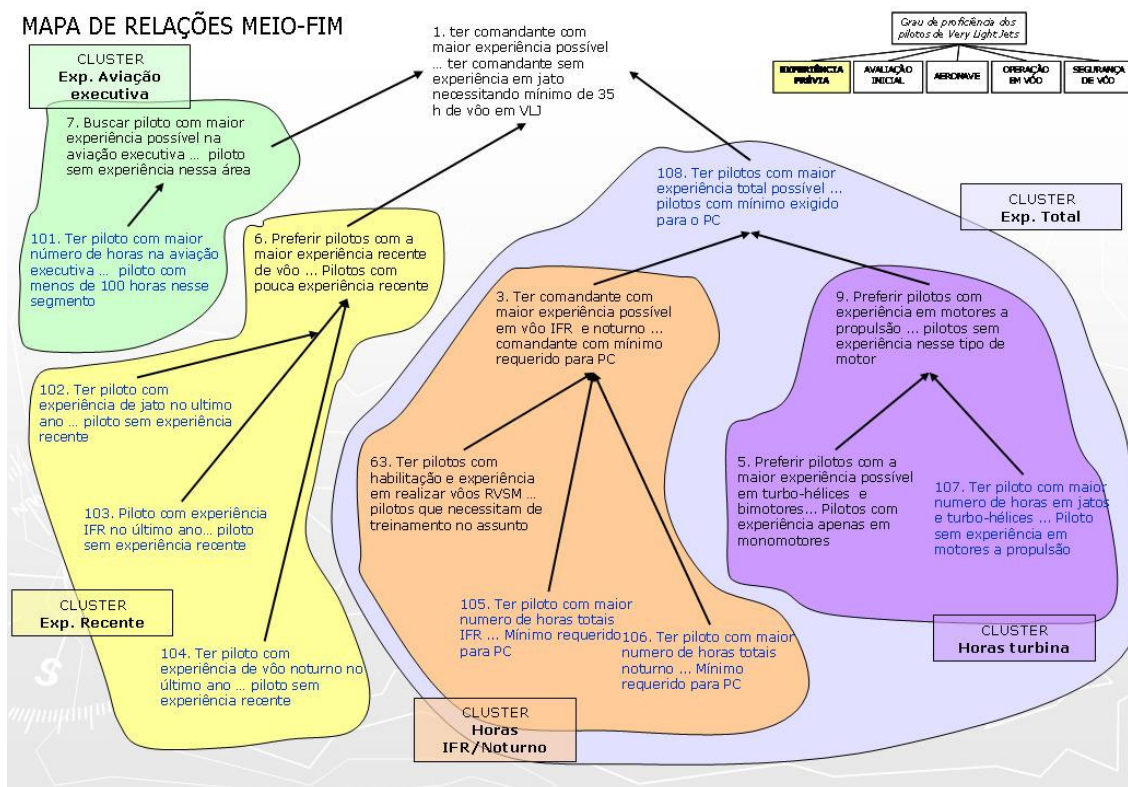 MAPA DE RELAÇÕES MEIO-FIM
Grau de proficiência dos
pilotos de Very Light Jets
EXPERIÊNCIA
PRÉVIA
AVALIAÇÃO
INICIAL
AERONAVE
OPERAÇÃO
EM VÔO
SEGURANÇA
DE VÔO
1. ter comandante com
maior experiência possível
... ter comandante sem
experiência em jato
necessitando mínimo de 35
h de vôo em VLJ
CLUSTER
Exp. Aviação
executiva
7. Buscar piloto com maior
experiência possível na
aviação executiva ... piloto
sem experiência nessa área
101. Ter piloto com maior
número de horas na aviação
executiva ... piloto com
menos de 100 horas nesse
segmento
6. Preferir pilotos com a
maior experiência recente
de vôo ... Pilotos com
pouca experiência recente
102. Ter piloto com
experiência de jato no ultimo
ano ... piloto sem experiência
recente
103. Piloto com experiência
IFR no último ano... piloto
sem experiência recente
104. Ter piloto com
experiência de vôo noturno no
último ano ... piloto sem
experiência recente
CLUSTER
Exp. Recente
108. Ter pilotos com maior
experiência total possível ...
pilotos com mínimo exigido
para o PC
CLUSTER
Exp. Total
3. Ter comandante com
maior experiência possível
em vôo IFR e noturno ...
comandante com mínimo
requerido para PC
9. Preferir pilotos com
experiência em motores a
propulsão ... pilotos sem
experiência nesse tipo de
motor
63. Ter pilotos com
habilitação e experiência
em realizar vôos RVSM ...
pilotos que necessitam de
treinamento no assunto
5. Preferir pilotos com a
maior experiência possível
em turbo-hélices e
bimotores... Pilotos com
experiência apenas em
monomotores
107. Ter piloto com maior
numero de horas em jatos
e turbo-hélices ... Piloto
sem experiência em
motores a propulsão
105. Ter piloto com maior
numero de horas totais
IFR ... Mínimo requerido
para PC
106. Ter piloto com maior
numero de horas totais
noturno ... Mínimo
requerido para PC
CLUSTER
Horas turbina
CLUSTER
Horas
IFR/Noturno
S